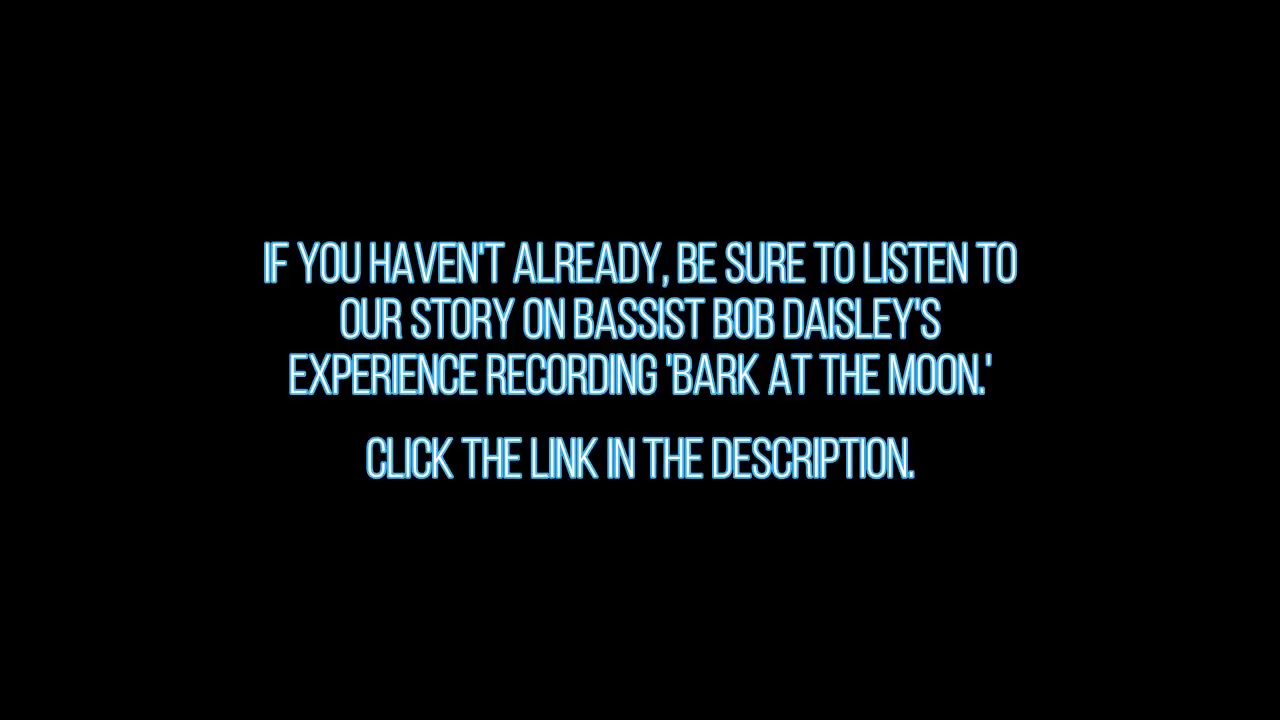 IF YOU HAVEN'T ALREADY, BE SURE TO LISTEN TO
OUR STORY ON BASSIST BOB DAISLEY'S
EXPERIENCE RECORDING 'BARK AT THE MOON.'
CLICK THE LINK IN THE DESCRIPTION.